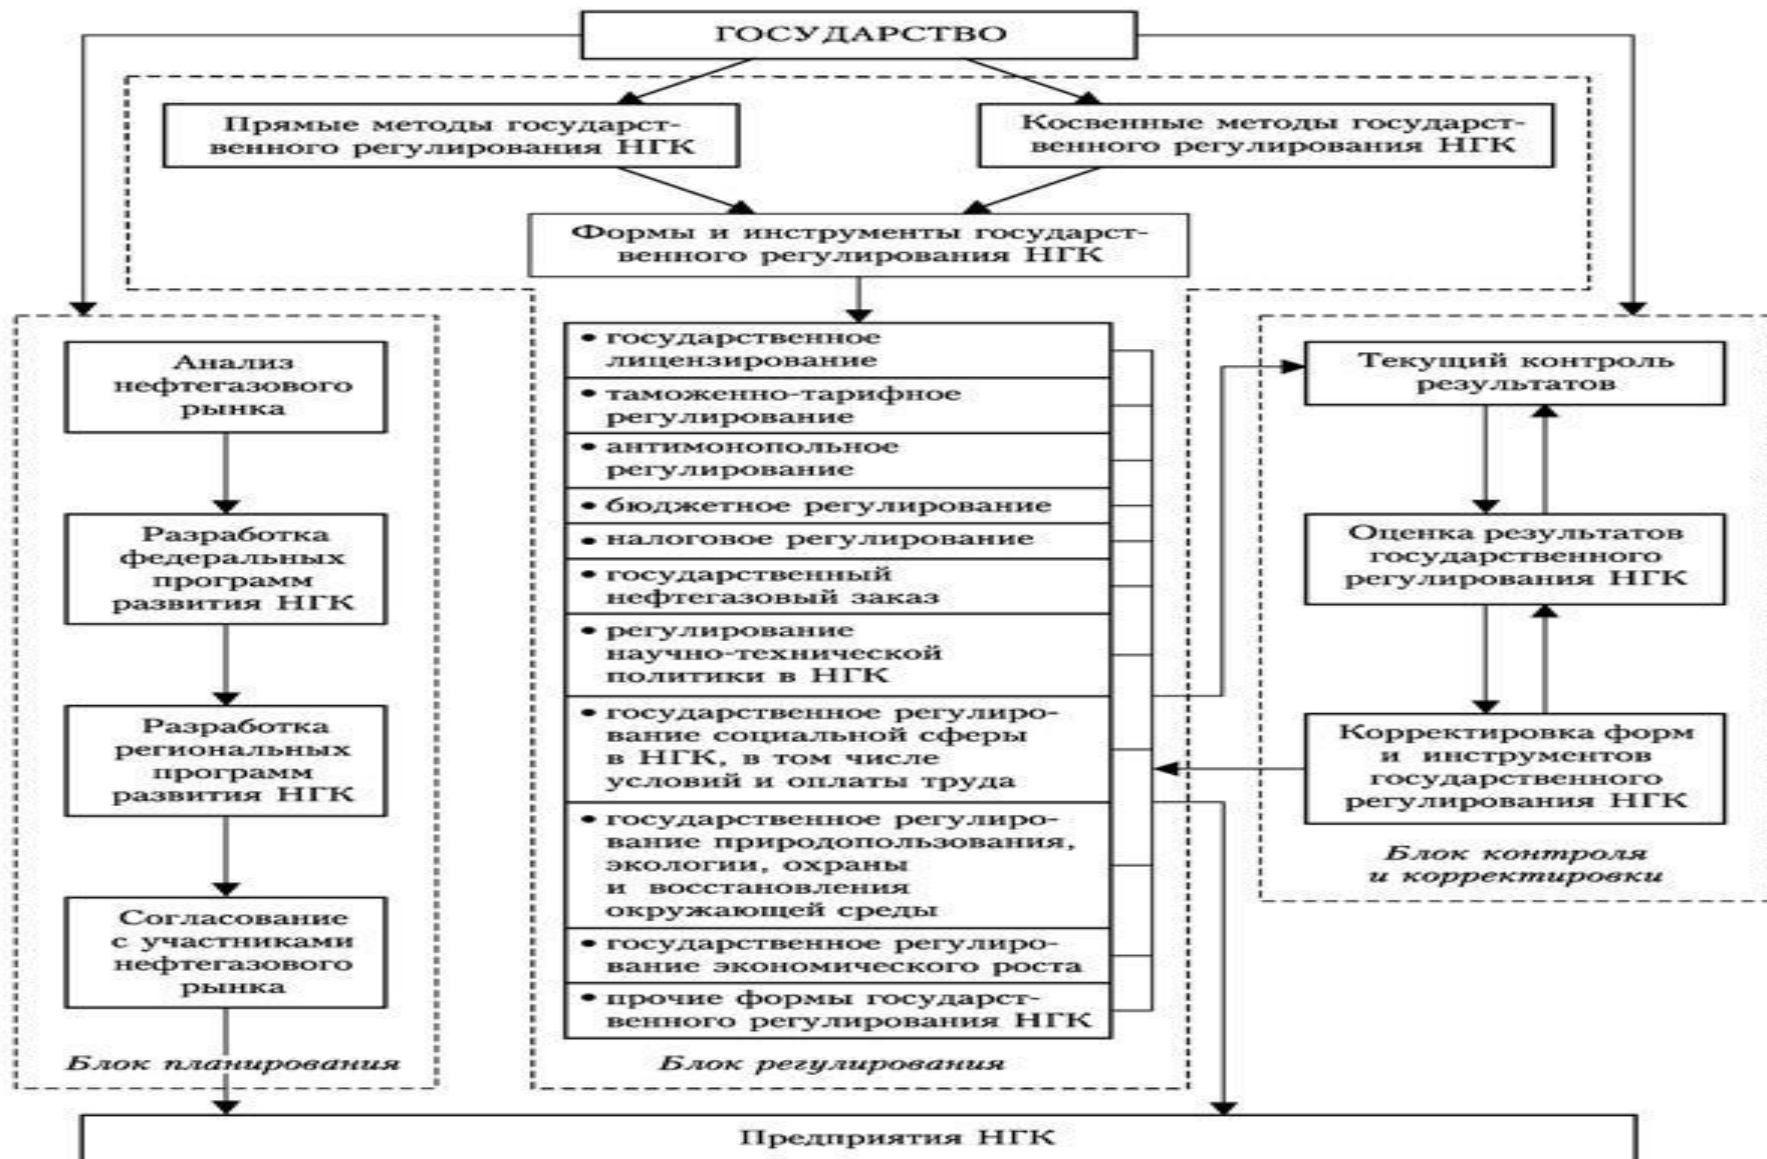 ГОСУДАРСТВО
Прямые методы государст-
венного регулирования НГК
Косвенные методы государст-
венного регулирования НГК
Формы и инструменты государст-
венного регулирования НГК
Анализ
нефтегазового
рынка
Разработка
федеральных
программ
развития НГК
Разработка
региональных
программ
развития НГК
Согласование
с участниками
нефтегазового
рынка
Блок планирования
• государственное
лицензирование
• таможенно-тарифное
регулирование
• антимонопольное
регулирование
• бюджетное регулирование
• налоговое регулирование
• государственный
нефтегазовый заказ
• регулирование
научно-технической
политики в НГК
• государственное регулиро-
вание социальной сферы
в НГК, в том числе
условий и оплаты труда
• государственное регулиро-
вание природопользования,
экологии, охраны
и восстановления
окружающей среды
• государственное регулиро-
вание экономического роста
• прочие формы государст-
венного регулирования НГК
Блок регулирования
Текущий контроль
результатов
Оценка результатов
государственного
регулирования НГК
Корректировка форм
и инструментов
государственного
регулирования НГК
Блок контроля
и корректировки
Предприятия НГК